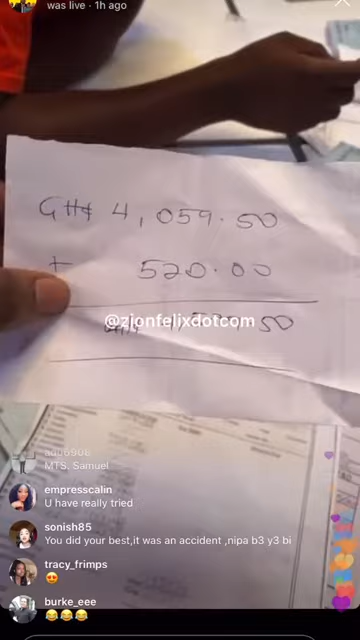 was live · 1h ago
GH₵ 4,059.50
+ 520.00
@zionfelixdotcom
50
MTS, Samuel
empresscalin
U have really tried
sonish85
You did your best,it was an accident ,nipa b3 y3 bi
tracy_frimps
😍
burke_eee
😂😂😂